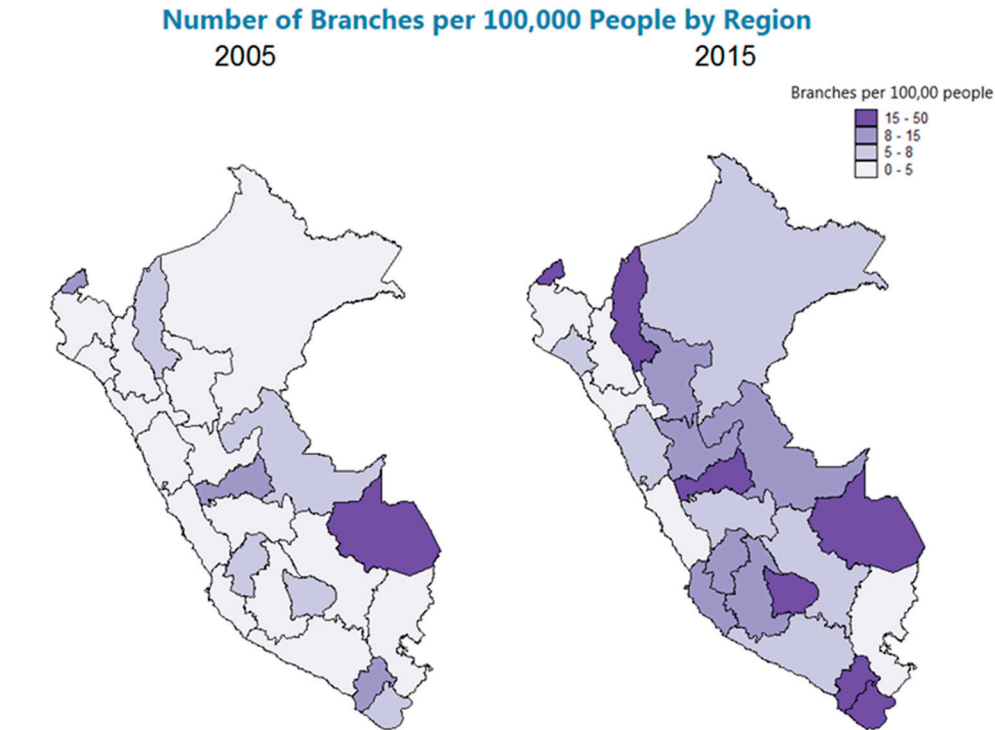 Number of Branches per 100,000 People by Region
2005
2015
Branches per 100,00 people
15 - 50
8 - 15
5 - 8
0 - 5